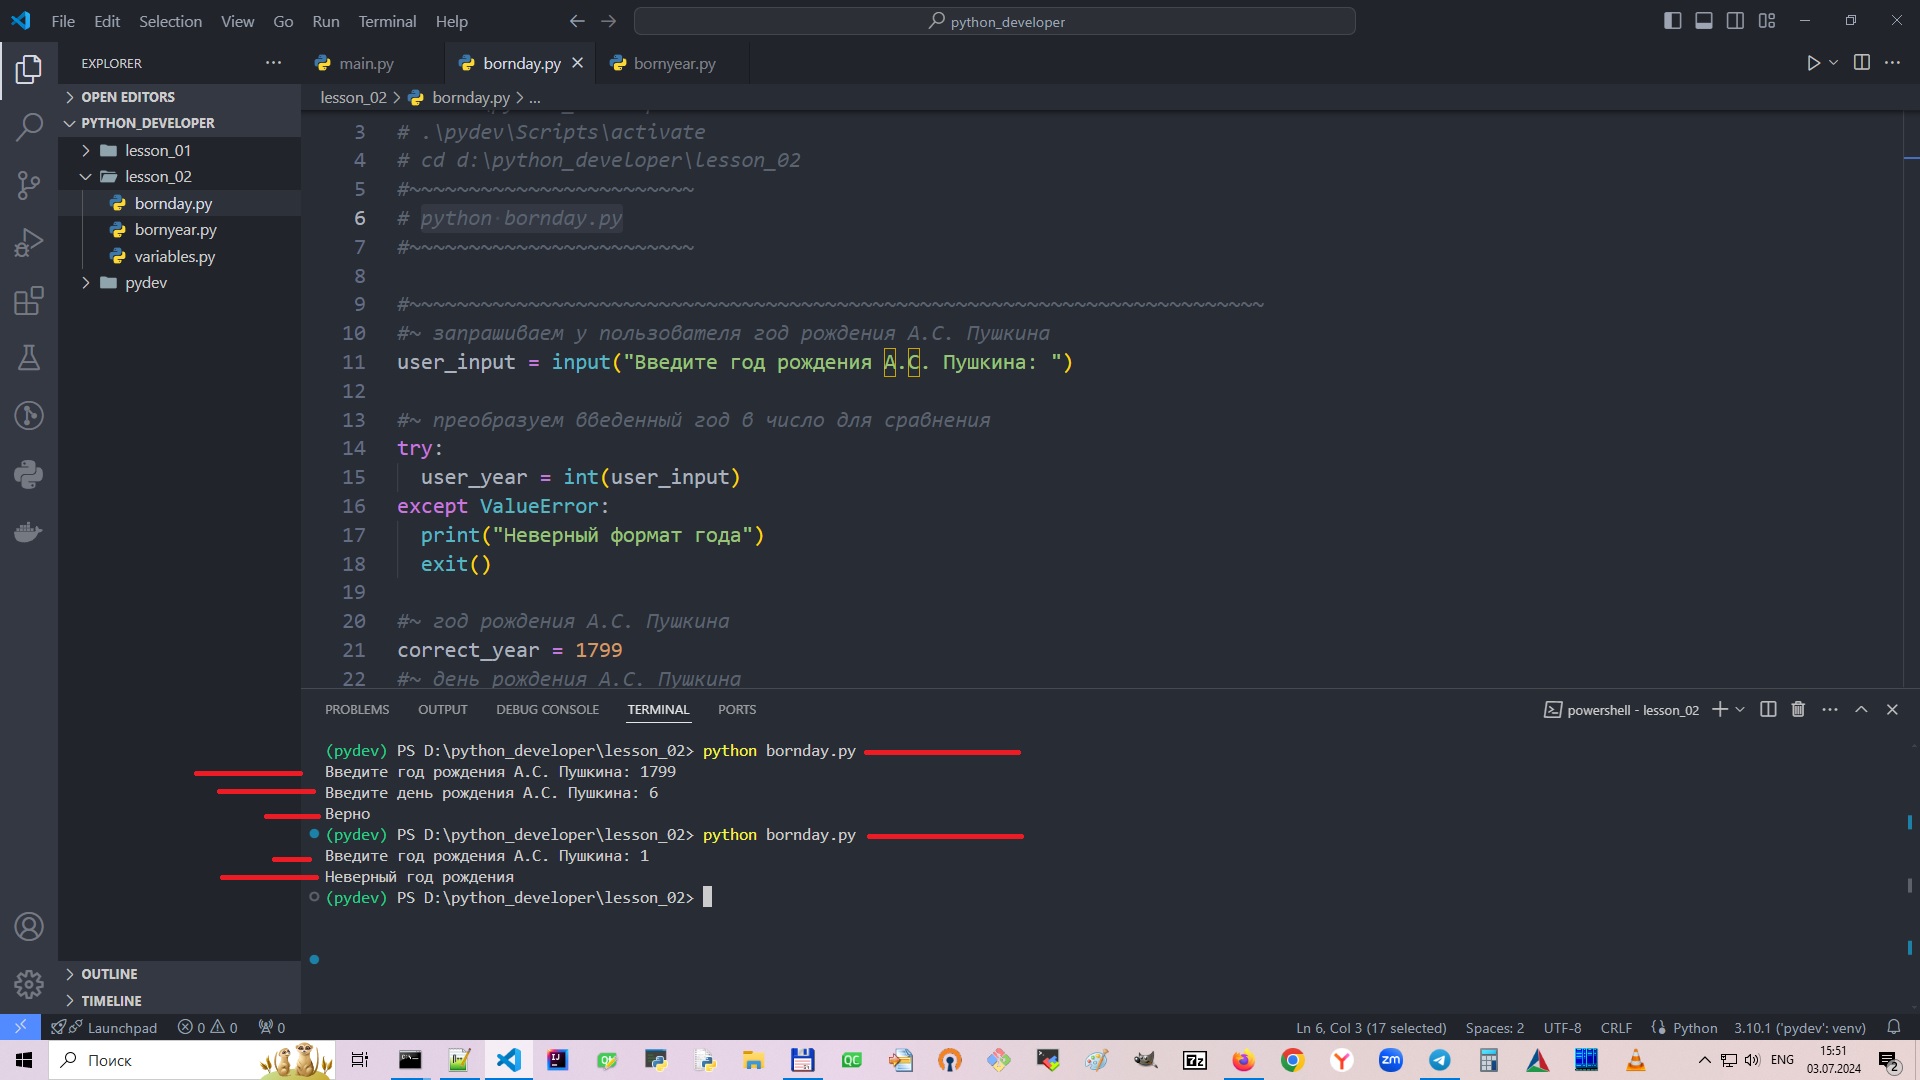 File Edit Selection View Go Run Terminal Help
python_developer
EXPLORER
main.py
bornday.py
bornyear.py
OPEN EDITORS
PYTHON_DEVELOPER
lesson_01
lesson_02
bornday.py
bornyear.py
variables.py
pydev
OUTLINE
TIMELINE
lesson_02 > bornday.py > ...
3 # .\pydev\Scripts\activate
4 # cd d:\python_developer\lesson_02
5 #~~~~~~~~~~~~~~~~~~~~~~~~
6 # python bornday.py
7 #~~~~~~~~~~~~~~~~~~~~~~~~
8
9 #~~~~~~~~~~~~~~~~~~~~~~~~~~~~~~~~~~~~~~~~~~~~~~~~~~~~~~~~~~~~~~~~~~~~~~~~
10 #~ запрашиваем у пользователя год рождения А.С. Пушкина
11 user_input = input("Введите год рождения А.С. Пушкина: ")
12
13 #~ преобразуем введенный год в число для сравнения
14 try:
15 user_year = int(user_input)
16 except ValueError:
17 print("Неверный формат года")
18 exit()
19
20 #~ год рождения А.С. Пушкина
21 correct_year = 1799
22 #~ день рождения А.С. Пушкина
PROBLEMS OUTPUT DEBUG CONSOLE TERMINAL PORTS
powershell - lesson_02
(pydev) PS D:\python_developer\lesson_02> python bornday.py
Введите год рождения А.С. Пушкина: 1799
Введите день рождения А.С. Пушкина: 6
Верно
(pydev) PS D:\python_developer\lesson_02> python bornday.py
Введите год рождения А.С. Пушкина: 1
Неверный год рождения
(pydev) PS D:\python_developer\lesson_02>
Launchpad 0 0 0
Ln 6, Col 3 (17 selected) Spaces: 2 UTF-8 CRLF Python 3.10.1 ('pydev': venv)
Поиск
QC
7z
zm
ENG
15:51
03.07.2024
2